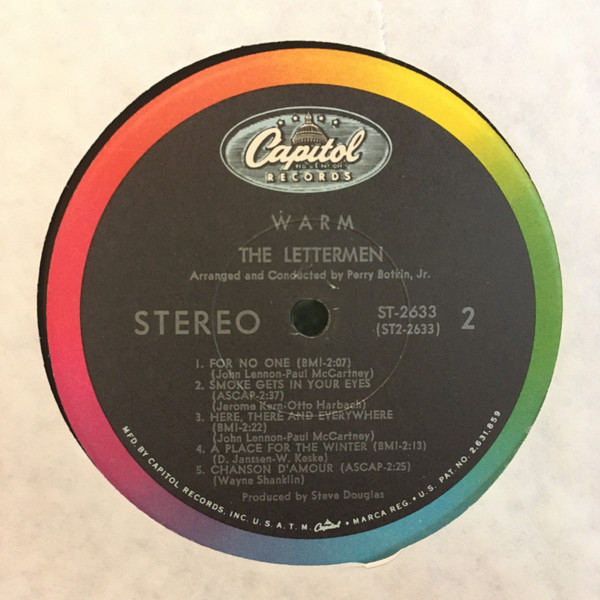 Capitol
RECORDS
WARM
THE LETTERMEN
Arranged and Conducted by Perry Botkin, Jr.
STEREO
ST-2633
(ST2-2633)
2
1. FOR NO ONE (BMI-2:07)
(John Lennon-Paul McCartney)
2. SMOKE GETS IN YOUR EYES
(ASCAP-2:37)
(Jerome Kern-Otto Harbach)
3. HERE, THERE AND EVERYWHERE
(BMI-2:22)
(John Lennon-Paul McCartney)
4. A PLACE FOR THE WINTER (BMI-2:13)
(D. Janssen-W. Keske)
5. CHANSON D'AMOUR (ASCAP-2:25)
(Wayne Shanklin)
Produced by Steve Douglas
MFD. BY CAPITOL RECORDS, INC. U.S.A. T.M. Capitol • MARCA REG. • U.S. PAT. NO. 2,631,859